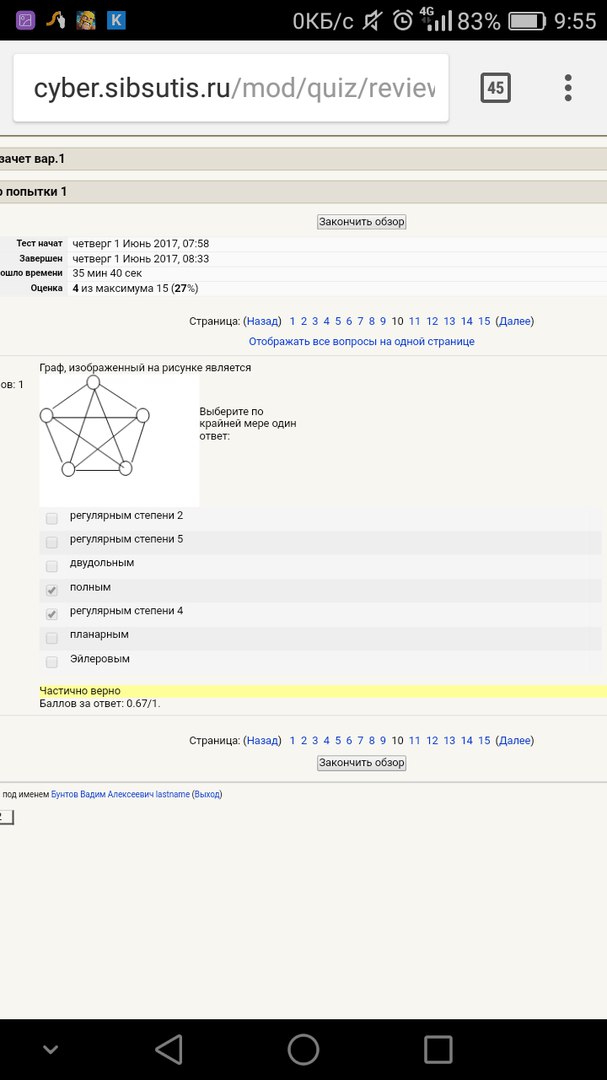 0КБ/с 4G 83% 9:55
K
cyber.sibsutis.ru/mod/quiz/review
45
зачет вар.1
попытки 1
Закончить обзор
Тест начат четверг 1 Июнь 2017, 07:58
Завершен четверг 1 Июнь 2017, 08:33
ошло времени 35 мин 40 сек
Оценка 4 из максимума 15 (27%)
Страница: (Назад) 1 2 3 4 5 6 7 8 9 10 11 12 13 14 15 (Далее)
Отображать все вопросы на одной странице
Граф, изображенный на рисунке является
ов: 1
Выберите по
крайней мере один
ответ:
регулярным степени 2
регулярным степени 5
двудольным
полным
регулярным степени 4
планарным
Эйлеровым
Частично верно
Баллов за ответ: 0.67/1.
Страница: (Назад) 1 2 3 4 5 6 7 8 9 10 11 12 13 14 15 (Далее)
Закончить обзор
под именем Бунтов Вадим Алексеевич lastname (Выход)